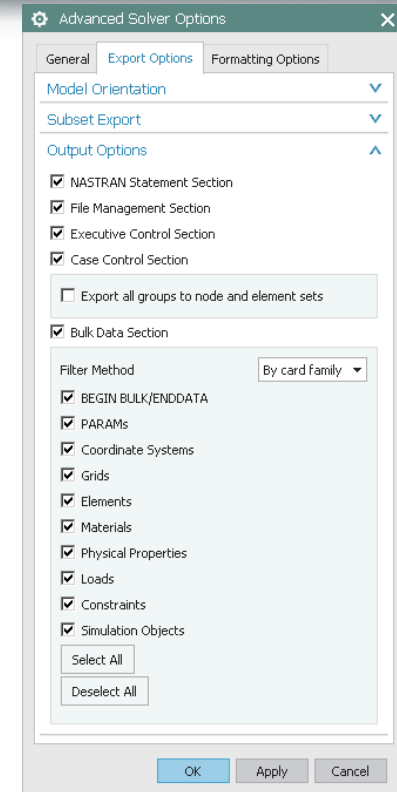 Advanced Solver Options
General Export Options Formatting Options
Model Orientation
Subset Export
Output Options
NASTRAN Statement Section
File Management Section
Executive Control Section
Case Control Section
Export all groups to node and element sets
Bulk Data Section
Filter Method By card family
BEGIN BULK/ENDDATA
PARAMs
Coordinate Systems
Grids
Elements
Materials
Physical Properties
Loads
Constraints
Simulation Objects
Select All
Deselect All
OK Apply Cancel